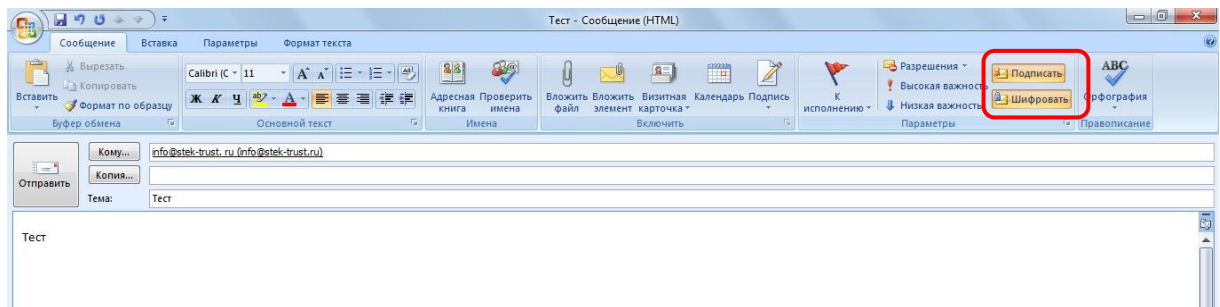 Тест - Сообщение (HTML)
Сообщение Вставка Параметры Формат текста
Вставить
Вырезать
Копировать
Формат по образцу
Буфер обмена
Calibri (С 11
Ж К Ч
Основной текст
Адресная книга
Проверить имена
Имена
Вложить файл
Вложить элемент
Визитная карточка
Календарь
Подпись
Включить
К исполнению
Разрешения
Высокая важность
Низкая важность
Подписать
Шифровать
Параметры
ABC
Орфография
Правописание
Отправить
Кому... info@stek-trust. ru (info@stek-trust.ru)
Копия...
Тема: Тест
Тест